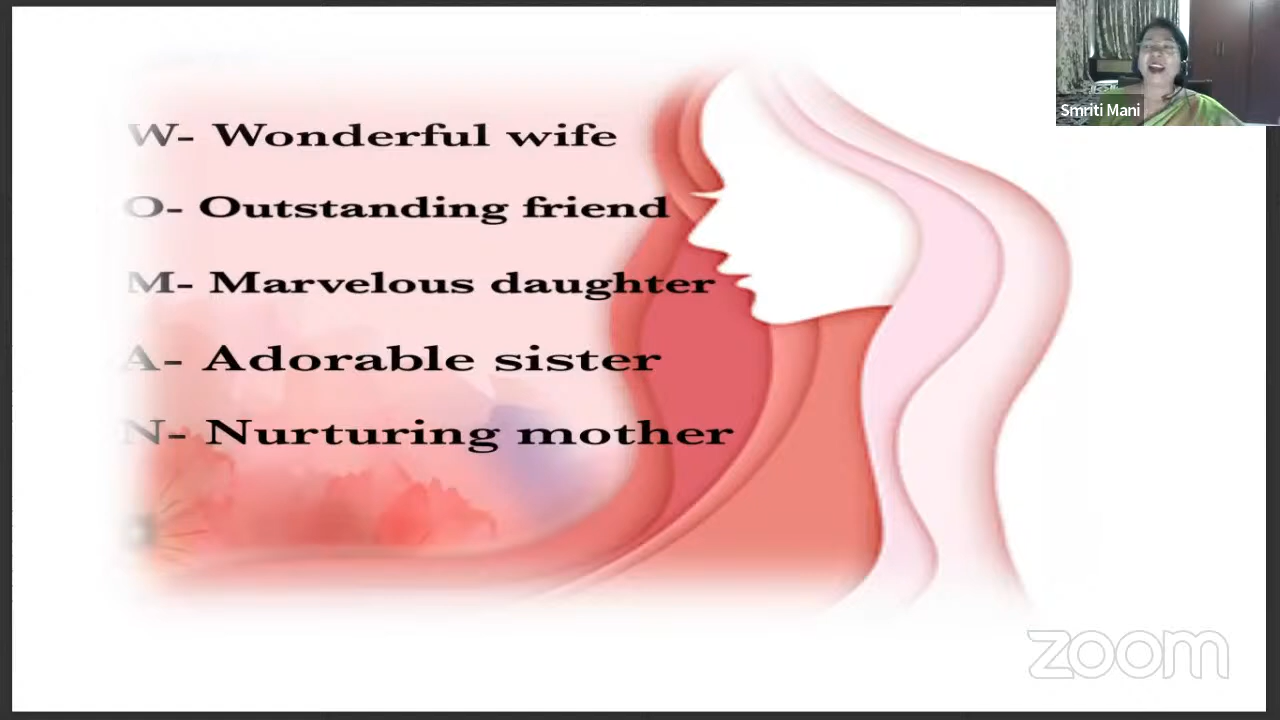 W- Wonderful wife
O- Outstanding friend
M- Marvelous daughter
A- Adorable sister
N- Nurturing mother
Smriti Mani
zoom